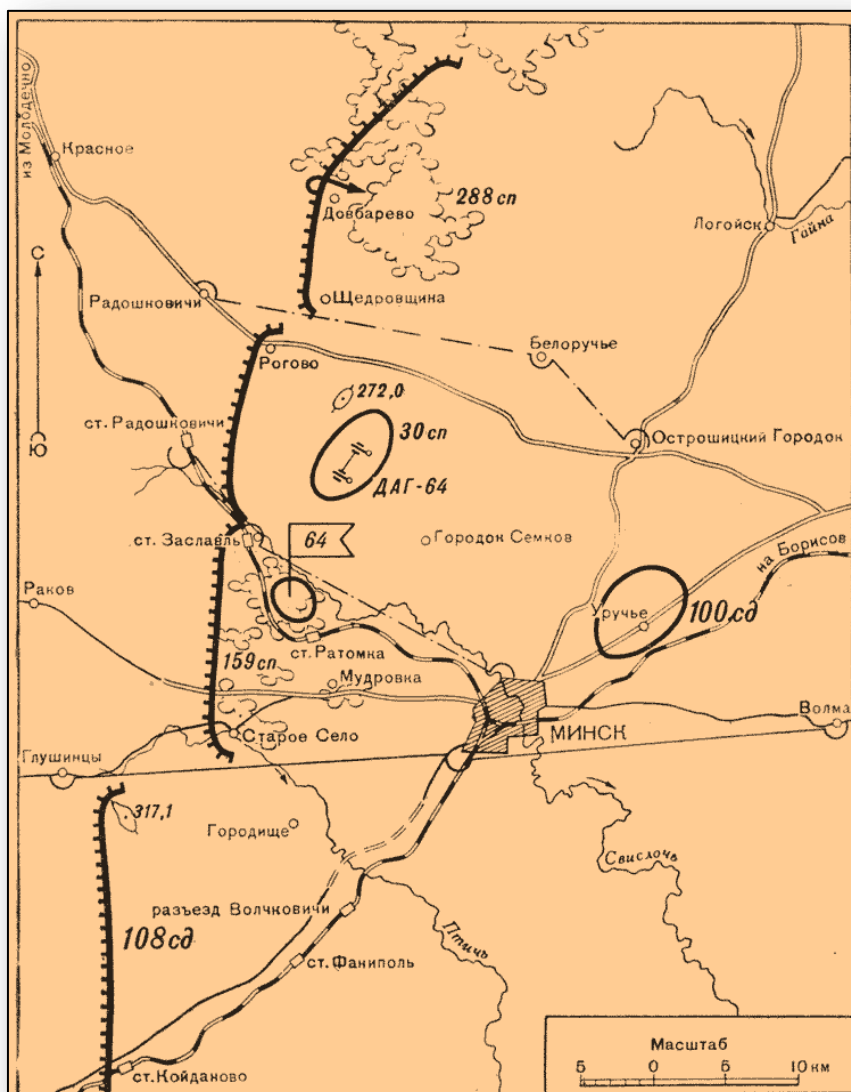 из Молодечно
Красное
288 сп
Довбарево
Логойск
Гайна
С
Ю
Радошковичи
Щедровщина
Белоручье
Рогово
272,0
30 сп
ст. Радошковичи
Острошицкий Городок
ДАГ-64
ст. Заславль
64
Городок Семков
на Борисов
Раков
Уручье
100 сд
ст. Ратомка
159 сп
Мудровка
Волма
Старое Село
МИНСК
Глушинцы
317,1
Городище
Свислочь
разъезд Волчковичи
Птичь
108 сд
ст. Фаниполь
ст. Койданово
Масштаб
5 0 5 10 км